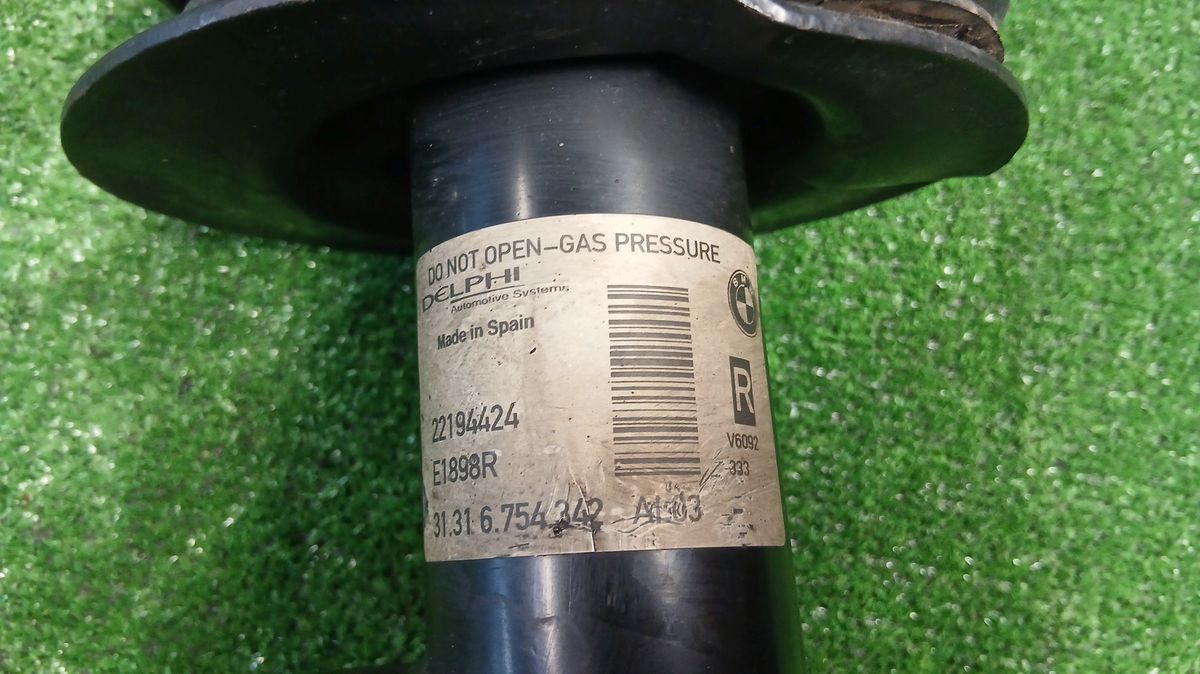 DO NOT OPEN-GAS PRESSURE
DELPHI
Automotive Systems
Made in Spain
22194424
E1898R
31.31 6.754 342
BMW
R
V6092
333